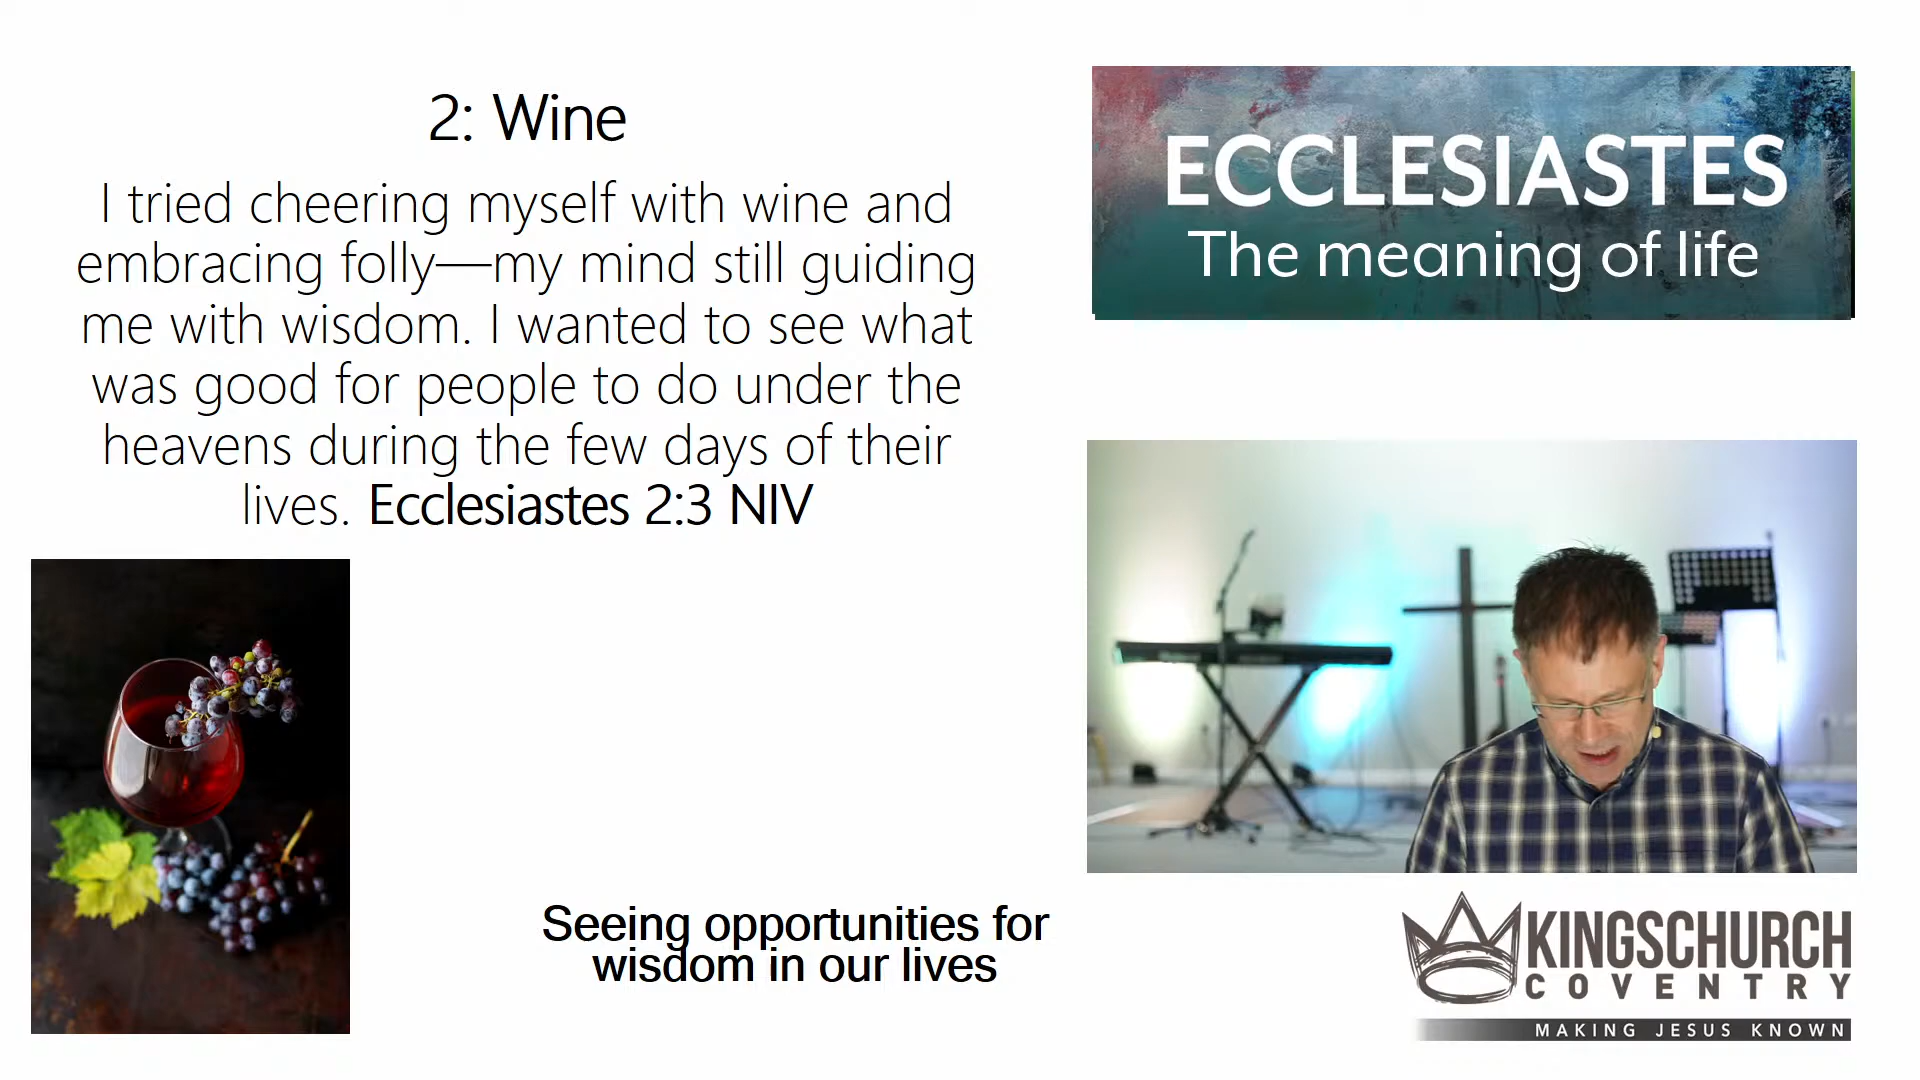 2: Wine
I tried cheering myself with wine and
embracing folly—my mind still guiding
me with wisdom. I wanted to see what
was good for people to do under the
heavens during the few days of their
lives. Ecclesiastes 2:3 NIV
Seeing opportunities for
wisdom in our lives
ECCLESIASTES
The meaning of life
KINGSCHURCH
COVENTRY
MAKING JESUS KNOWN